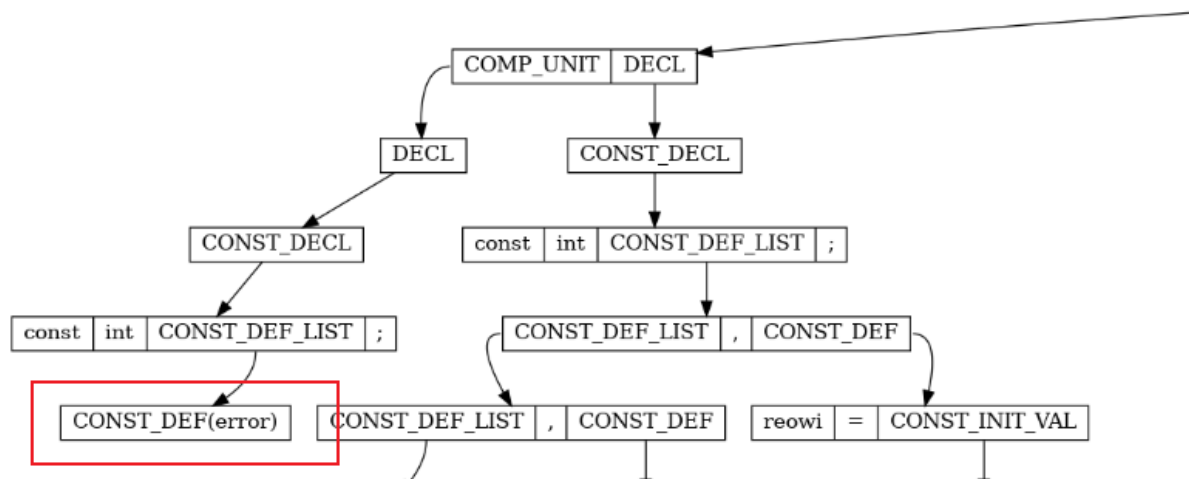 COMP_UNIT DECL
DECL CONST_DECL
CONST_DECL const int CONST_DEF_LIST ;
const int CONST_DEF_LIST ; CONST_DEF_LIST , CONST_DEF
CONST_DEF(error) CONST_DEF_LIST , CONST_DEF reowi = CONST_INIT_VAL